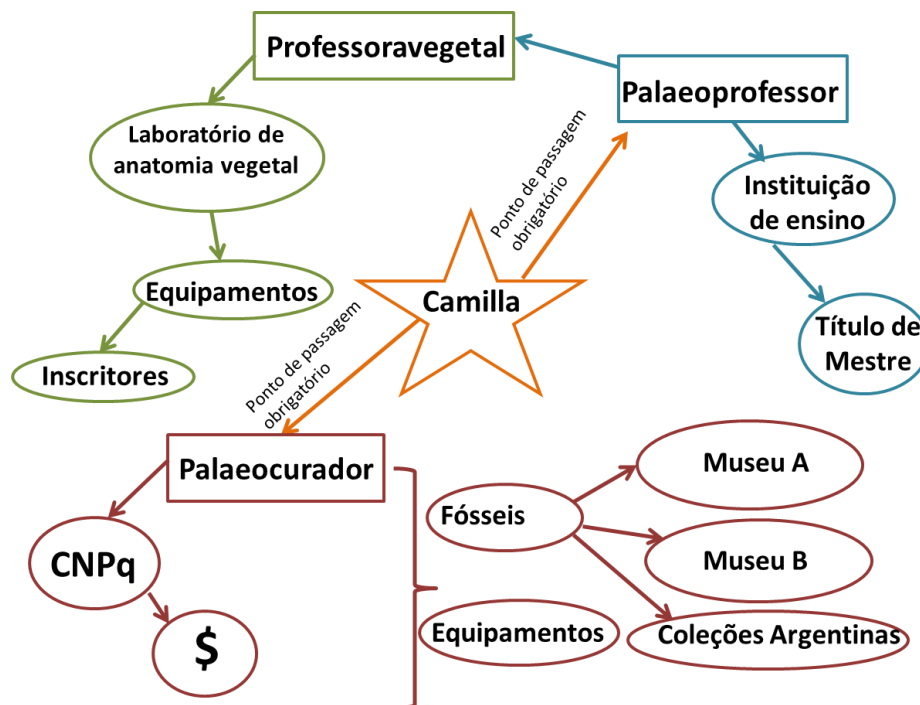 Professoravegetal
Palaeoprofessor
Laboratório de
anatomia vegetal
Ponto de passagem
obrigatório
Instituição
de ensino
Equipamentos
Camilla
Título de
Mestre
Inscritores
Ponto de passagem
obrigatório
Palaeocurador
Museu A
Fósseis
CNPq
Museu B
Equipamentos
Coleções Argentinas
$